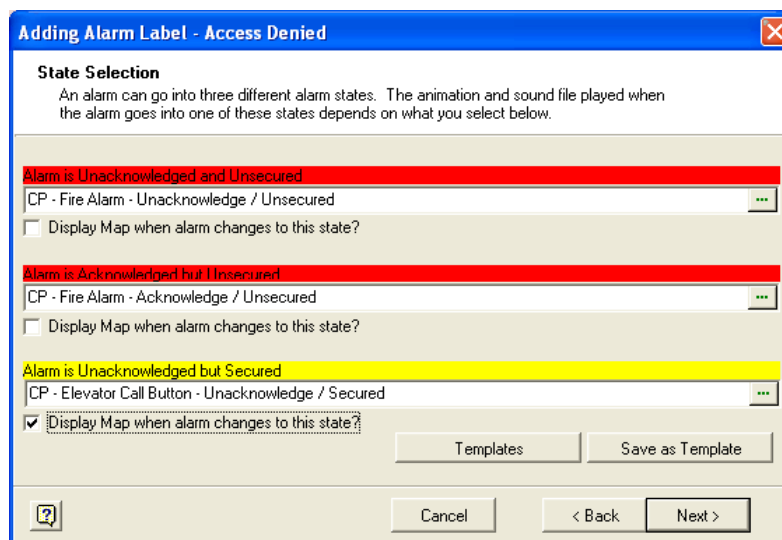 Adding Alarm Label - Access Denied
State Selection
An alarm can go into three different alarm states.  The animation and sound file played when
the alarm goes into one of these states depends on what you select below.
Alarm is Unacknowledged and Unsecured
CP - Fire Alarm - Unacknowledge / Unsecured
...
Display Map when alarm changes to this state?
Alarm is Acknowledged but Unsecured
CP - Fire Alarm - Acknowledge / Unsecured
...
Display Map when alarm changes to this state?
Alarm is Unacknowledged but Secured
CP - Elevator Call Button - Unacknowledge / Secured
...
Display Map when alarm changes to this state?
Templates
Save as Template
?
Cancel
< Back
Next >